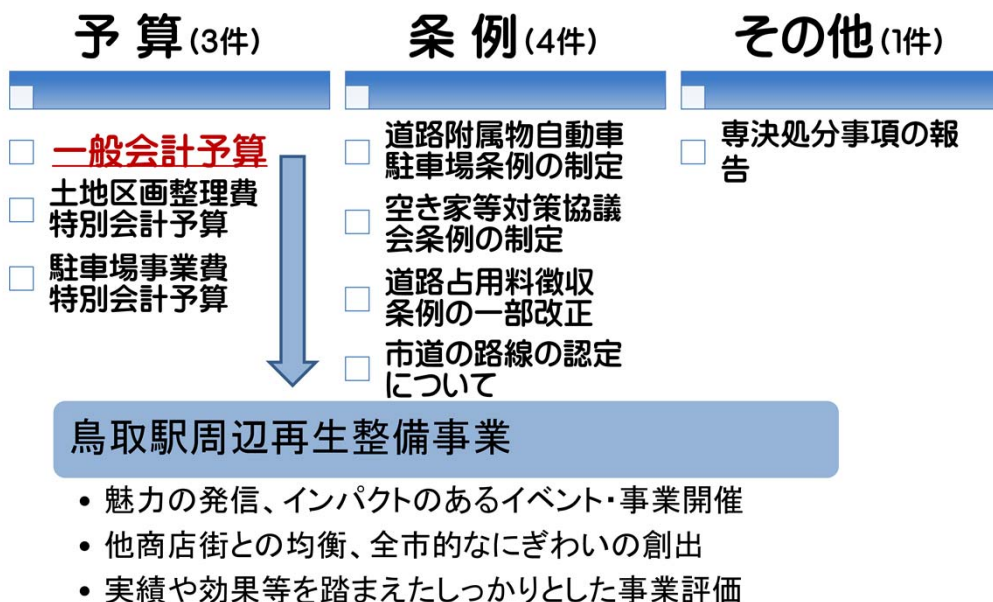 予 算(3件)
一般会計予算
土地区画整理費
特別会計予算
駐車場事業費
特別会計予算
条 例(4件)
道路附属物自動車
駐車場条例の制定
空き家等対策協議
会条例の制定
道路占用料徴収
条例の一部改正
市道の路線の認定
について
その他(1件)
専決処分事項の報
告
鳥取駅周辺再生整備事業
• 魅力の発信、インパクトのあるイベント・事業開催
• 他商店街との均衡、全市的なにぎわいの創出
• 実績や効果等を踏まえたしっかりとした事業評価